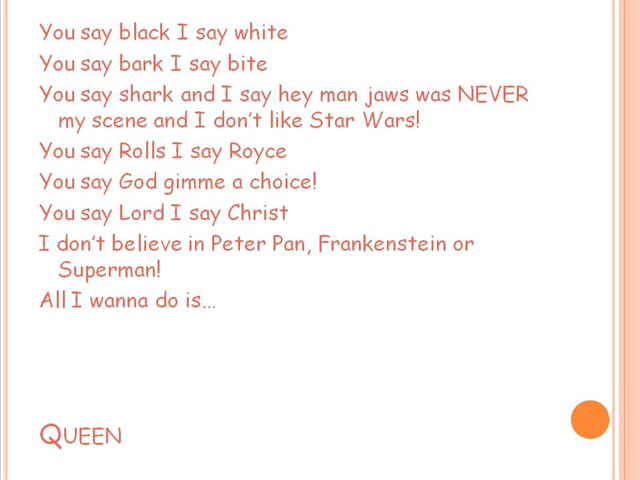 You say black I say white
You say bark I say bite
You say shark and I say hey man jaws was NEVER
my scene and I don't like Star Wars!
You say Rolls I say Royce
You say God gimme a choice!
You say Lord I say Christ
I don't believe in Peter Pan, Frankenstein or
Superman!
All I wanna do is…
QUEEN